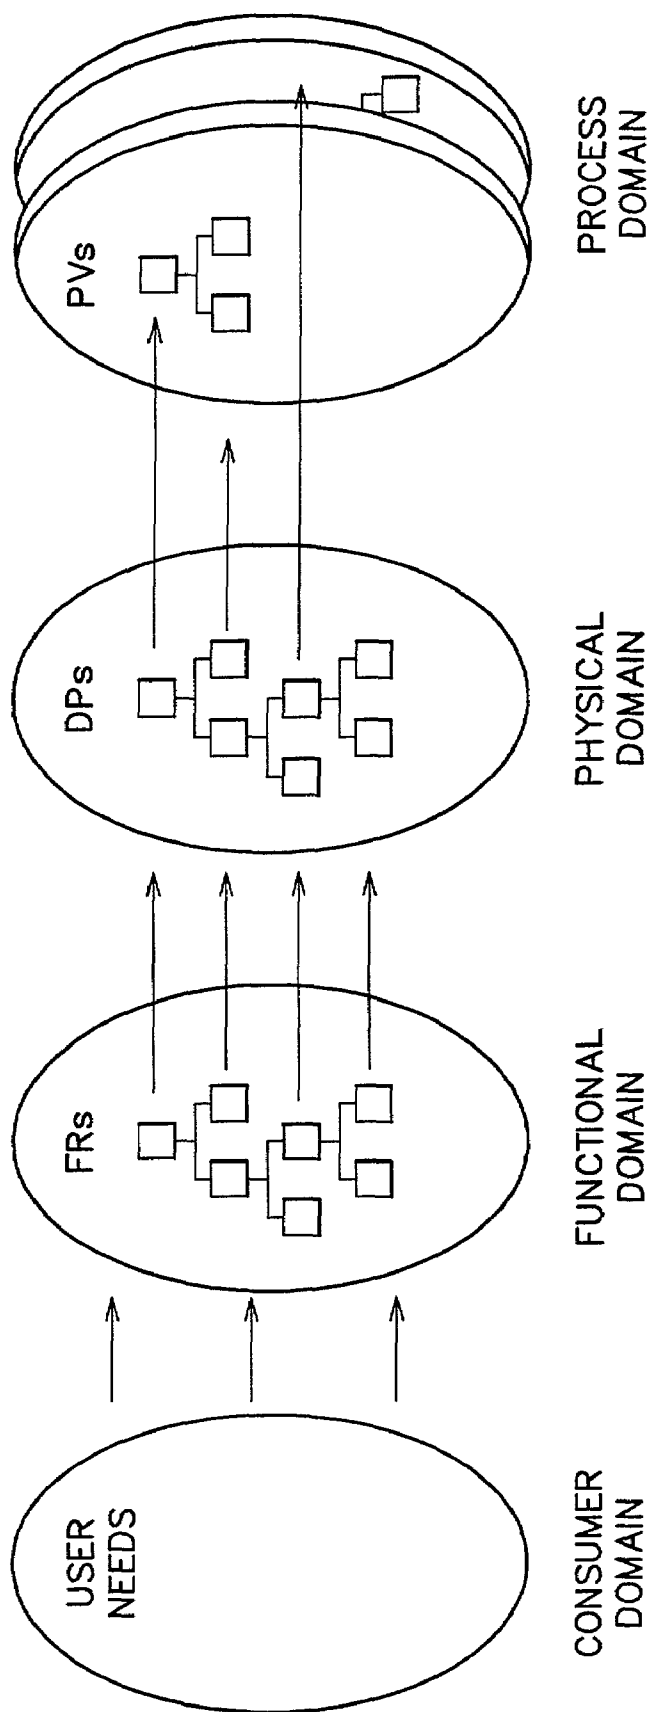 USER
NEEDS
FRs
DPs
PVs
CONSUMER
DOMAIN
FUNCTIONAL
DOMAIN
PHYSICAL
DOMAIN
PROCESS
DOMAIN